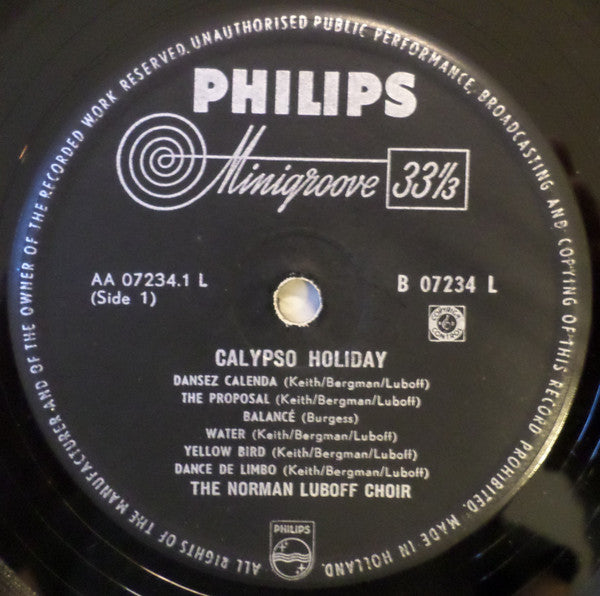 ALL RIGHTS OF THE MANUFACTURER AND OF THE OWNER OF THE RECORDED WORK RESERVED. UNAUTHORISED PUBLIC PERFORMANCE, BROADCASTING AND COPYING OF THIS RECORD PROHIBITED. MADE IN HOLLAND.
PHILIPS
Minigroove 33⅓
AA 07234.1 L
(Side 1)
B 07234 L
CALYPSO HOLIDAY
DANSEZ CALENDA (Keith/Bergman/Luboff)
THE PROPOSAL (Keith/Bergman/Luboff)
BALANCÉ (Burgess)
WATER (Keith/Bergman/Luboff)
YELLOW BIRD (Keith/Bergman/Luboff)
DANCE DE LIMBO (Keith/Bergman/Luboff)
THE NORMAN LUBOFF CHOIR
PHILIPS